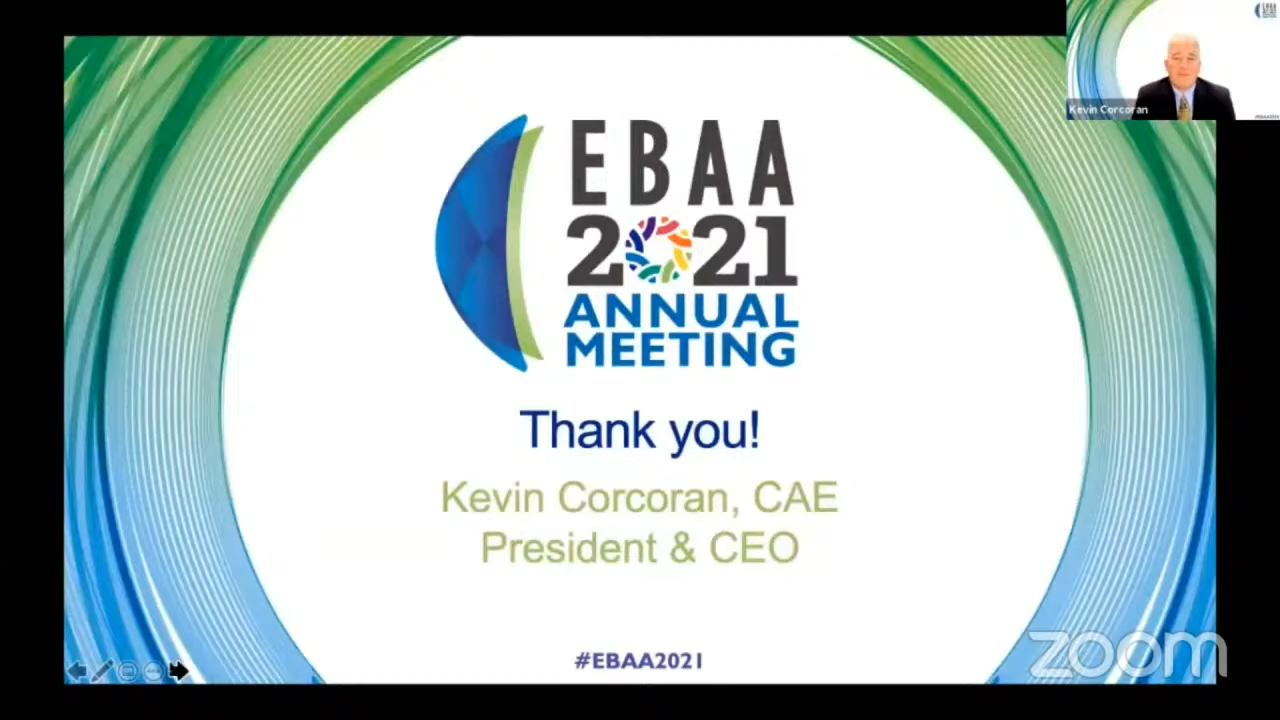 EBAA
2021
ANNUAL
MEETING
Thank you!
Kevin Corcoran, CAE
President & CEO
#EBAA2021
Kevin Corcoran
zoom